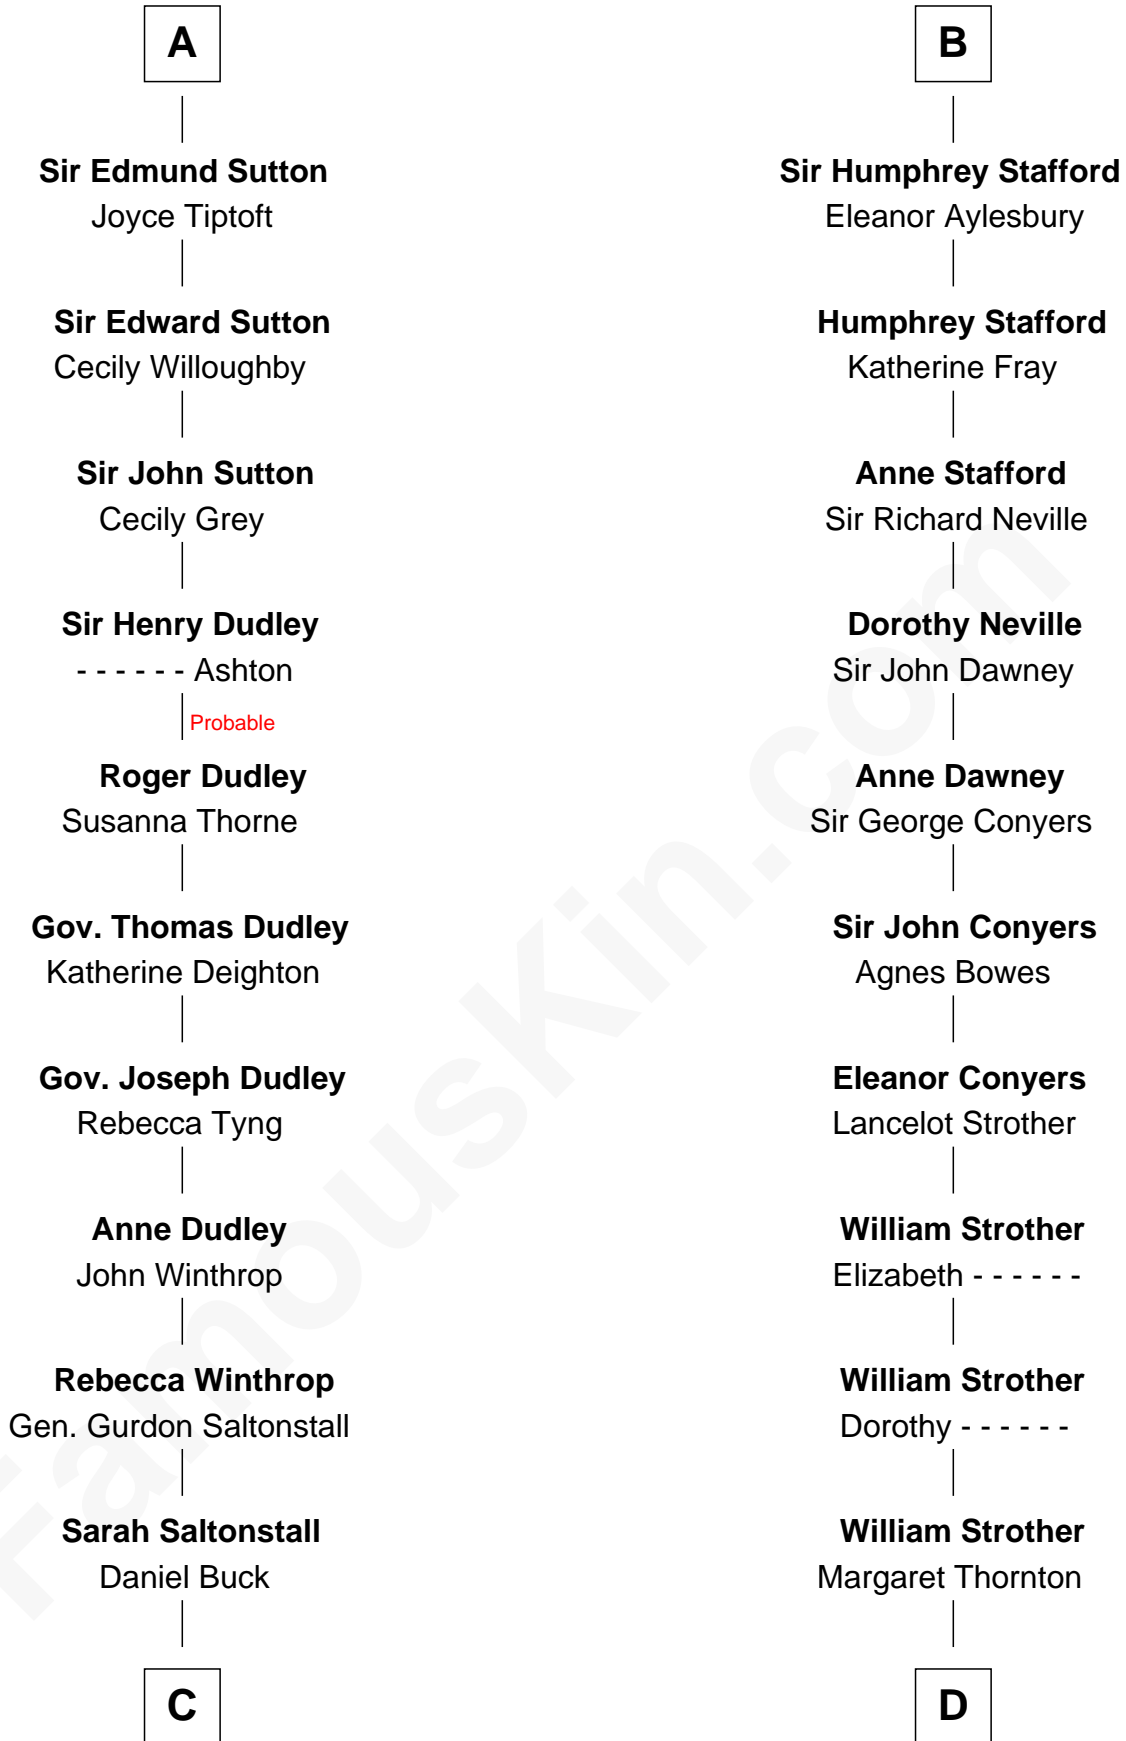 A
Sir Edmund Sutton
Joyce Tiptoft
Sir Edward Sutton
Cecily Willoughby
Sir John Sutton
Cecily Grey
Sir Henry Dudley
- - - - - - Ashton
Probable
Roger Dudley
Susanna Thorne
Gov. Thomas Dudley
Katherine Deighton
Gov. Joseph Dudley
Rebecca Tyng
Anne Dudley
John Winthrop
Rebecca Winthrop
Gen. Gurdon Saltonstall
Sarah Saltonstall
Daniel Buck
C
B
Sir Humphrey Stafford
Eleanor Aylesbury
Humphrey Stafford
Katherine Fray
Anne Stafford
Sir Richard Neville
Dorothy Neville
Sir John Dawney
Anne Dawney
Sir George Conyers
Sir John Conyers
Agnes Bowes
Eleanor Conyers
Lancelot Strother
William Strother
Elizabeth - - - - - -
William Strother
Dorothy - - - - - -
William Strother
Margaret Thornton
D
FamousKin.com